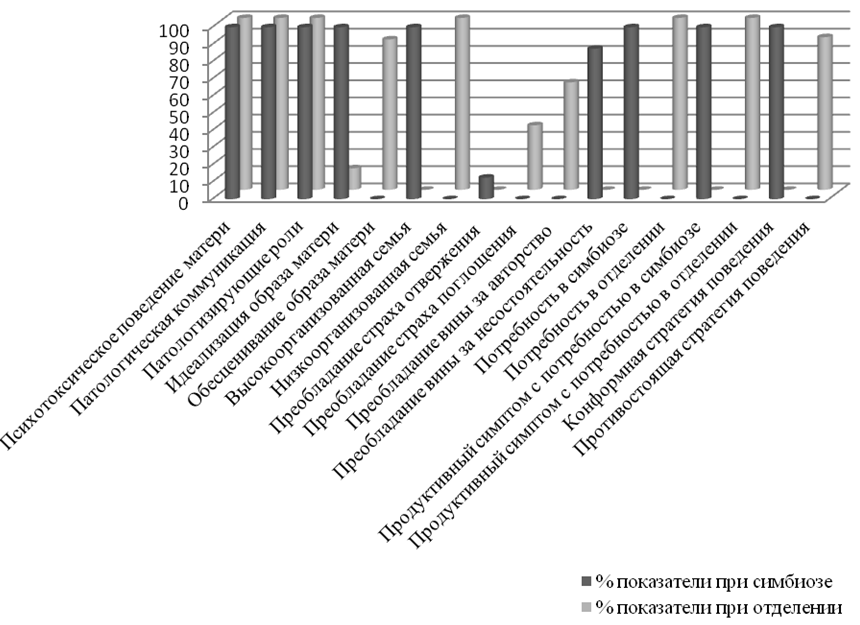 100
90
80
70
60
50
40
30
20
10
0
Психотоксическое поведение матери
Патологическая коммуникация
Патологизирующие роли
Идеализация образа матери
Обесценивание образа матери
Высокоорганизованная семья
Низкоорганизованная семья
Преобладание страха отвержения
Преобладание страха поглощения
Преобладание вины за авторство
Преобладание вины за несостоятельность
Потребность в симбиозе
Потребность в отделении
Продуктивный симптом с потребностью в симбиозе
Продуктивный симптом с потребностью в отделении
Конформная стратегия поведения
Противостоящая стратегия поведения
% показатели при симбиозе
% показатели при отделении